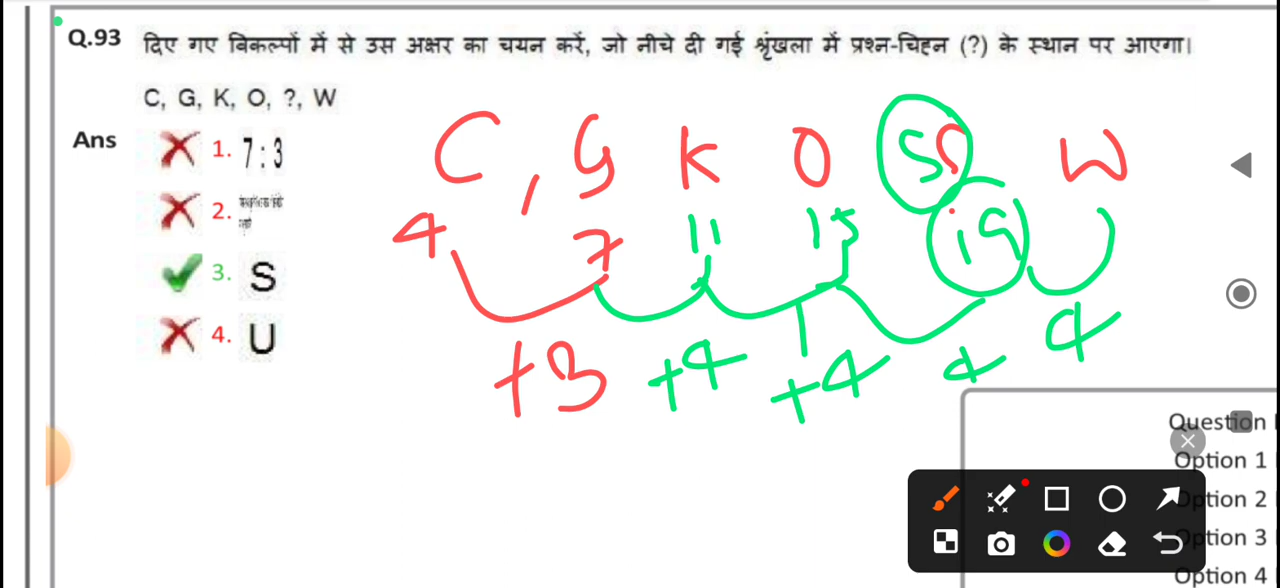 Q.93 दिए गए विकल्पों में से उस अक्षर का चयन करें, जो नीचे दी गई श्रृंखला में प्रश्न-चिह्न (?) के स्थान पर आएगा।
C, G, K, O, ?, W
Ans
1. 7 : 3
2.
3. S
4. U
C , G K O S W
4 7 11 15 19
+3 +4 +4 4 4
Question
Option 1
Option 2
Option 3
Option 4